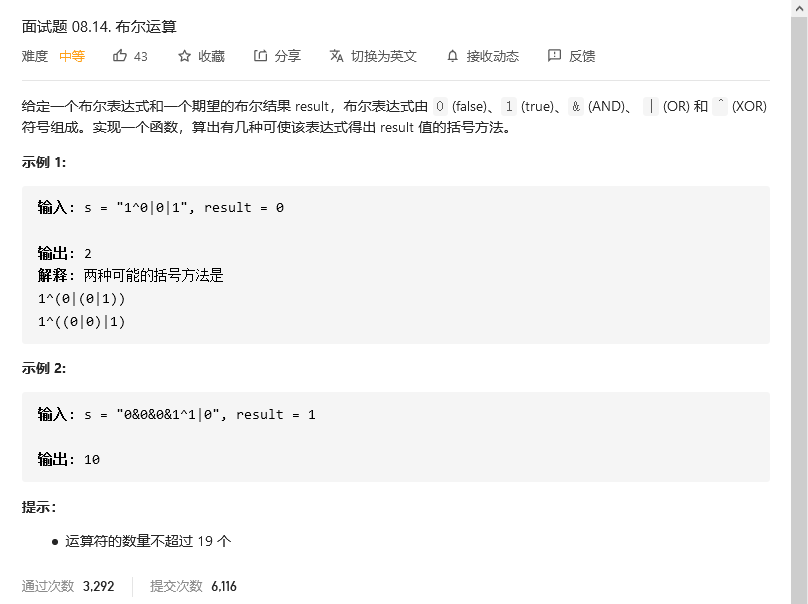 面试题 08.14. 布尔运算
难度 中等 43 收藏 分享 切换为英文 接收动态 反馈
给定一个布尔表达式和一个期望的布尔结果 result，布尔表达式由 0 (false)、 1 (true)、 & (AND)、 | (OR) 和 ^ (XOR)
符号组成。实现一个函数，算出有几种可使该表达式得出 result 值的括号方法。
示例 1:
输入: s = "1^0|0|1", result = 0
输出: 2
解释: 两种可能的括号方法是
1^(0|(0|1))
1^((0|0)|1)
示例 2:
输入: s = "0&0&0&1^1|0", result = 1
输出: 10
提示：
运算符的数量不超过 19 个
通过次数 3,292 提交次数 6,116